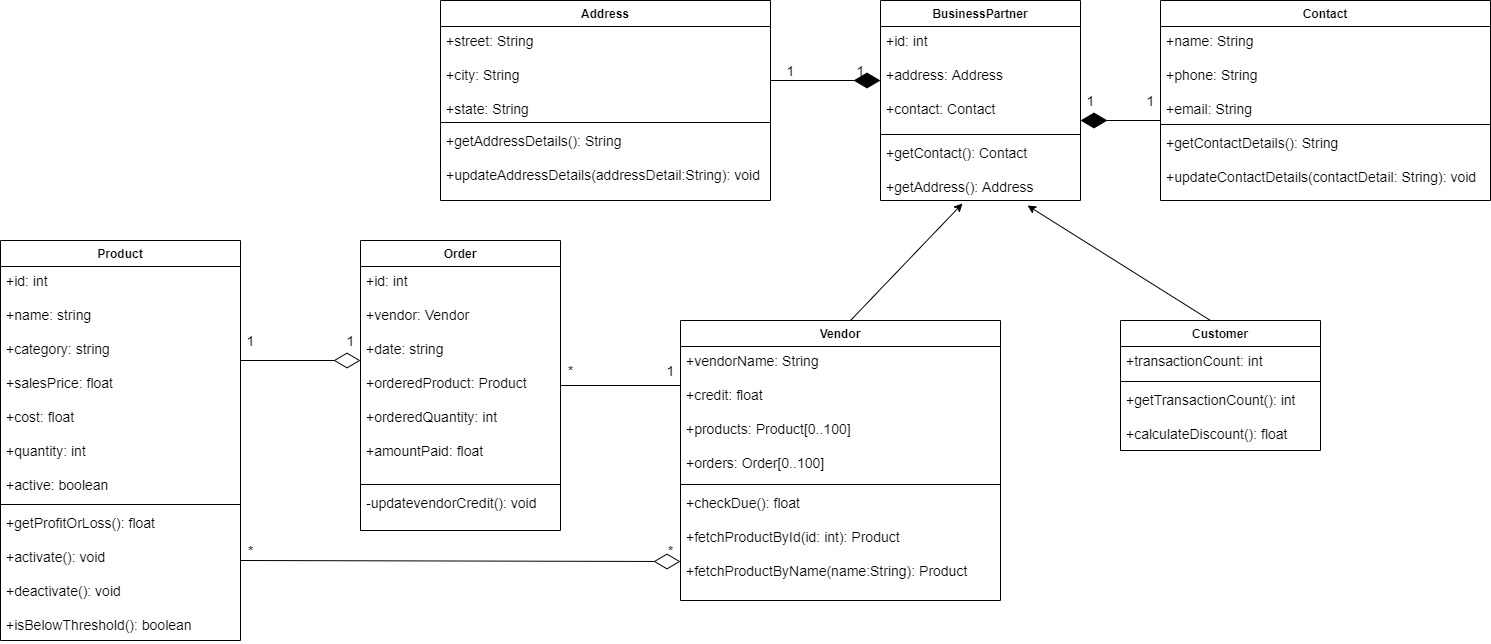 Address
+street: String
+city: String
+state: String
+getAddressDetails(): String
+updateAddressDetails(addressDetail:String): void
1
1
BusinessPartner
+id: int
+address: Address
+contact: Contact
+getContact(): Contact
+getAddress(): Address
1
1
Contact
+name: String
+phone: String
+email: String
+getContactDetails(): String
+updateContactDetails(contactDetail: String): void
Product
+id: int
+name: string
+category: string
+salesPrice: float
+cost: float
+quantity: int
+active: boolean
+getProfitOrLoss(): float
+activate(): void
+deactivate(): void
+isBelowThreshold(): boolean
1
1
Order
+id: int
+vendor: Vendor
+date: string
+orderedProduct: Product
+orderedQuantity: int
+amountPaid: float
-updatevendorCredit(): void
*
1
*
*
Vendor
+vendorName: String
+credit: float
+products: Product[0..100]
+orders: Order[0..100]
+checkDue(): float
+fetchProductById(id: int): Product
+fetchProductByName(name:String): Product
Customer
+transactionCount: int
+getTransactionCount(): int
+calculateDiscount(): float